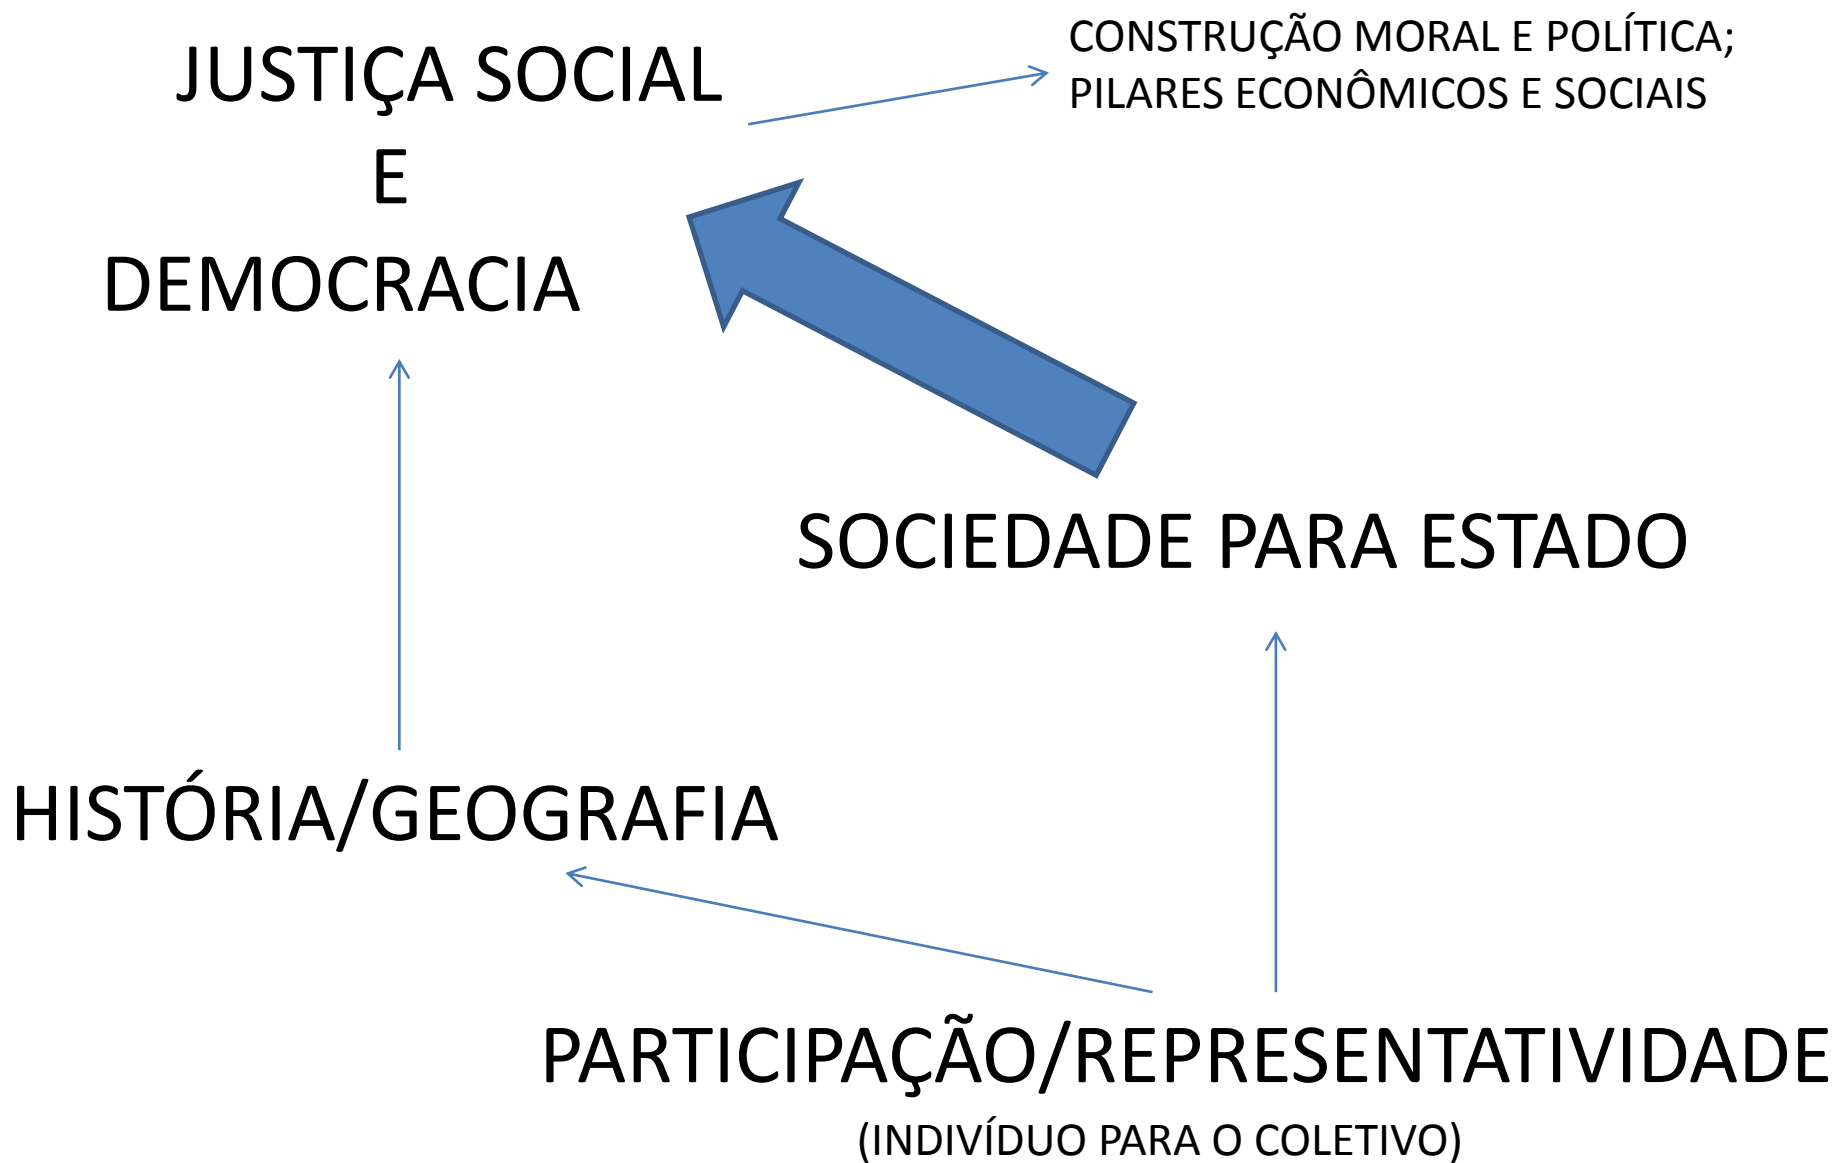 JUSTIÇA SOCIAL
E
DEMOCRACIA
CONSTRUÇÃO MORAL E POLÍTICA;
PILARES ECONÔMICOS E SOCIAIS
SOCIEDADE PARA ESTADO
HISTÓRIA/GEOGRAFIA
PARTICIPAÇÃO/REPRESENTATIVIDADE
(INDIVÍDUO PARA O COLETIVO)